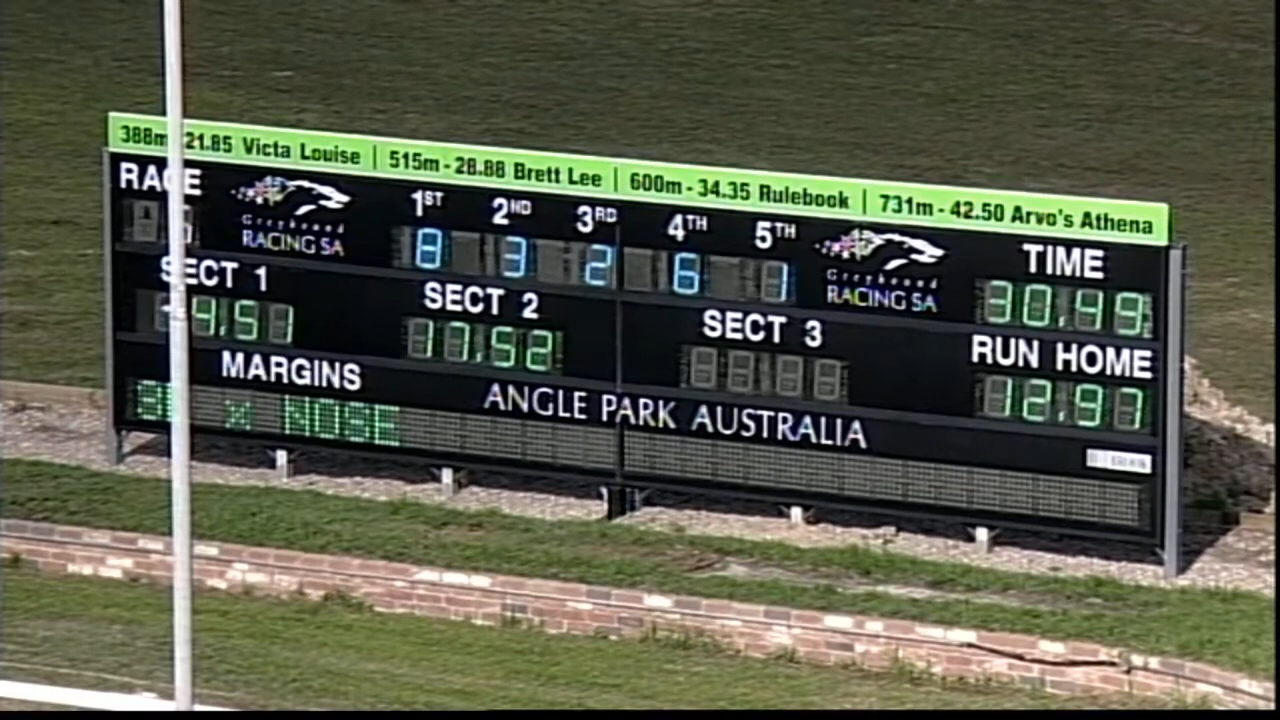 388m 21.85 Victa Louise | 515m - 28.88 Brett Lee | 600m - 34.35 Rulebook | 731m - 42.50 Arvo's Athena
RACE
Greyhound RACING SA
1ST 2ND 3RD 4TH 5TH
8 3 2 6 1
Greyhound RACING SA
TIME
30.49
SECT 1
4.51
SECT 2
17.52
SECT 3
RUN HOME
12.97
MARGINS
NOSE
ANGLE PARK AUSTRALIA